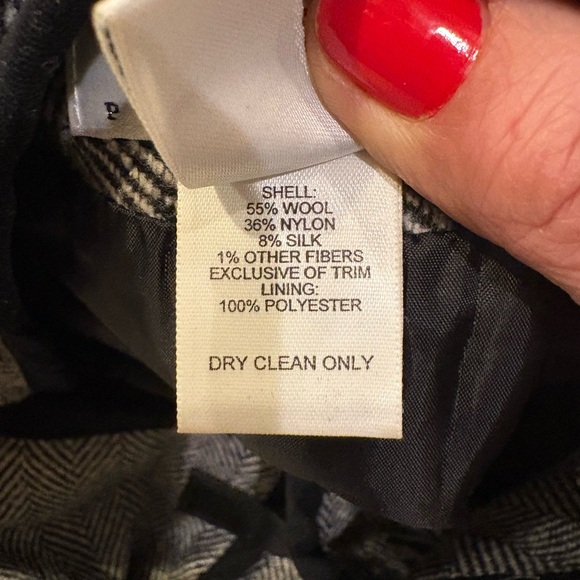 P
SHELL:
55% WOOL
36% NYLON
8% SILK
1% OTHER FIBERS
EXCLUSIVE OF TRIM
LINING:
100% POLYESTER
DRY CLEAN ONLY